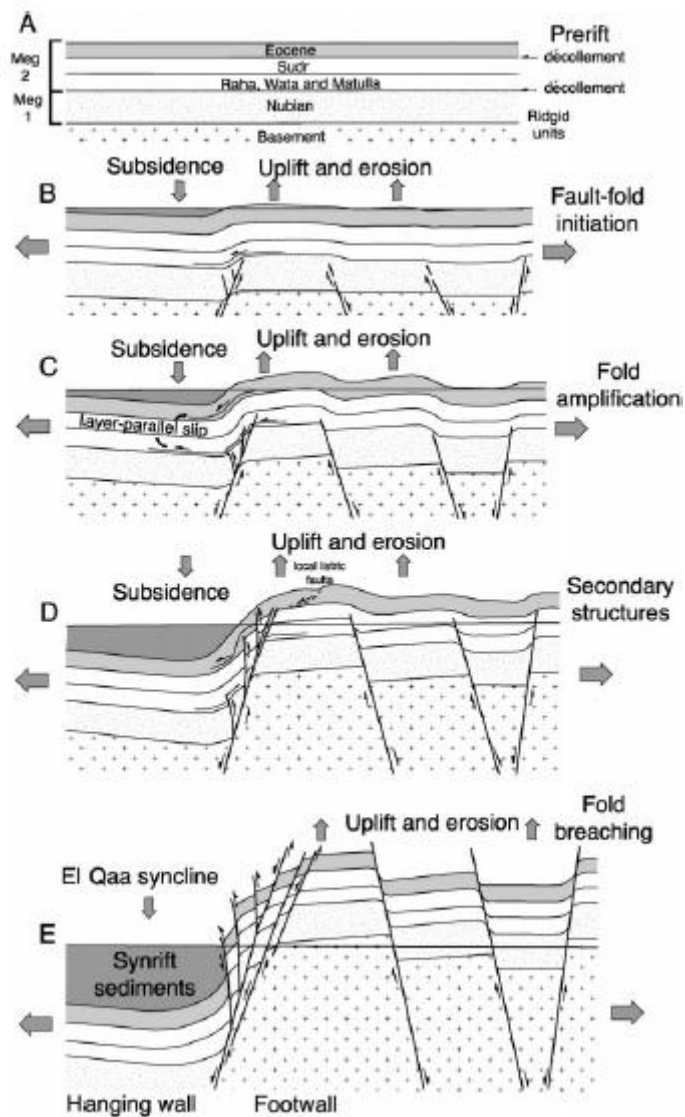 A
Prerift
Meg
2
Meg
1
Eocene
décollement
Sudr
Raha, Wata and Matulla
décollement
Nubian
Ridgid
units
Basement
B
Subsidence
Uplift and erosion
Fault-fold
initiation
C
Subsidence
Uplift and erosion
Fold
amplification
Layer-parallel slip
D
Subsidence
Uplift and erosion
local listric
faults
Secondary
structures
E
El Qaa syncline
Uplift and erosion
Fold
breaching
Synrift
sediments
Hanging wall
Footwall